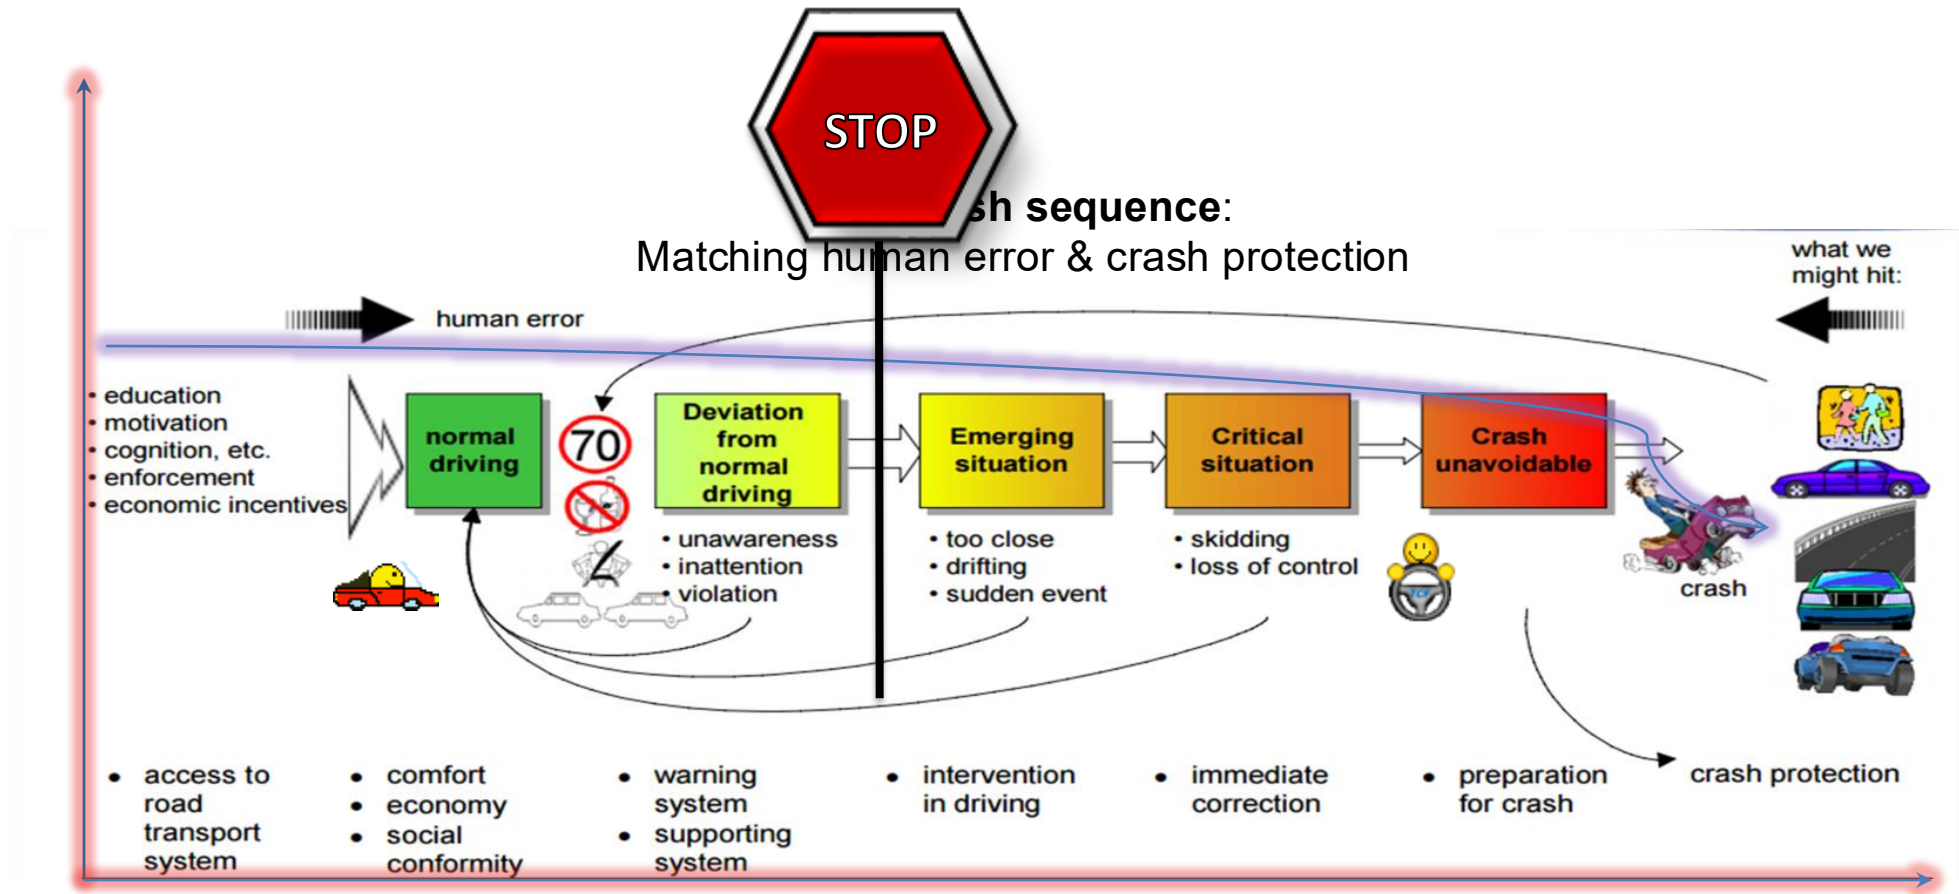 STOP
sh sequence:
Matching human error & crash protection
what we
might hit:
human error
• education
• motivation
• cognition, etc.
• enforcement
• economic incentives
normal
driving
70
Deviation
from
normal
driving
Emerging
situation
Critical
situation
Crash
unavoidable
• unawareness
• inattention
• violation
• too close
• drifting
• sudden event
• skidding
• loss of control
crash
• access to
road
transport
system
• comfort
• economy
• social
conformity
• warning
system
• supporting
system
• intervention
in driving
• immediate
correction
• preparation
for crash
crash protection